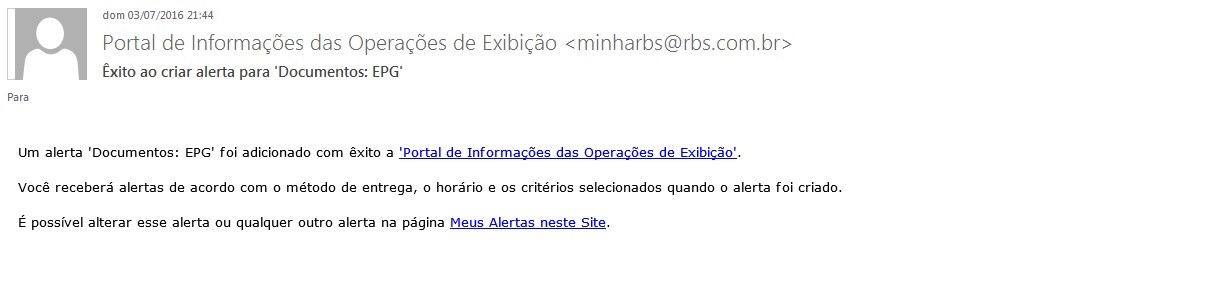 dom 03/07/2016 21:44
Portal de Informações das Operações de Exibição <minharbs@rbs.com.br>
Êxito ao criar alerta para 'Documentos: EPG'
Para
Um alerta 'Documentos: EPG' foi adicionado com êxito a 'Portal de Informações das Operações de Exibição'.
Você receberá alertas de acordo com o método de entrega, o horário e os critérios selecionados quando o alerta foi criado.
É possível alterar esse alerta ou qualquer outro alerta na página Meus Alertas neste Site.